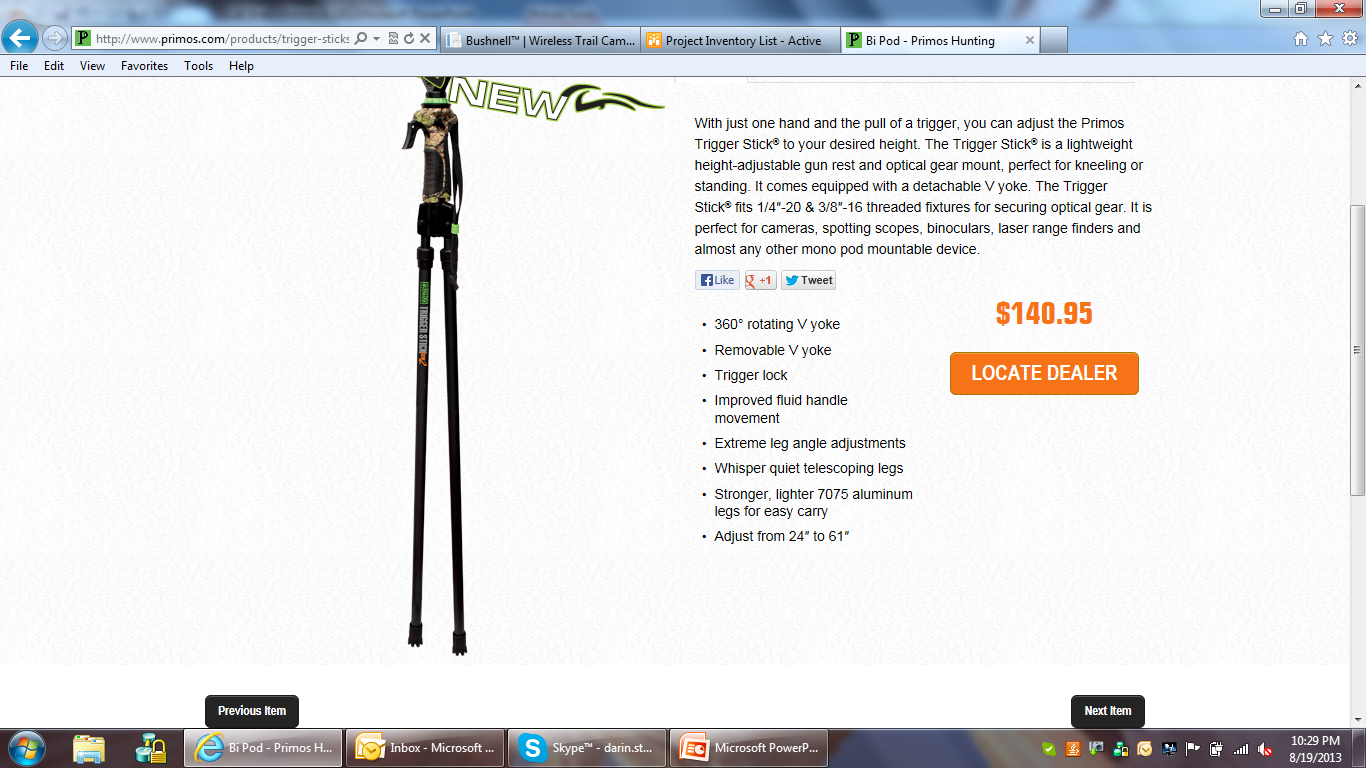 http://www.primos.com/products/trigger-sticks
Bushnell™ | Wireless Trail Cam...
Project Inventory List - Active
Bi Pod - Primos Hunting
File Edit View Favorites Tools Help
NEW
With just one hand and the pull of a trigger, you can adjust the Primos
Trigger Stick® to your desired height. The Trigger Stick® is a lightweight
height-adjustable gun rest and optical gear mount, perfect for kneeling or
standing. It comes equipped with a detachable V yoke. The Trigger
Stick® fits 1/4″-20 & 3/8″-16 threaded fixtures for securing optical gear. It is
perfect for cameras, spotting scopes, binoculars, laser range finders and
almost any other mono pod mountable device.
Like
+1
Tweet
• 360° rotating V yoke
• Removable V yoke
• Trigger lock
• Improved fluid handle
movement
• Extreme leg angle adjustments
• Whisper quiet telescoping legs
• Stronger, lighter 7075 aluminum
legs for easy carry
• Adjust from 24″ to 61″
$140.95
LOCATE DEALER
TRIGGER STICK
Previous Item
Next Item
Bi Pod - Primos H...
Inbox - Microsoft ...
Skype™ - darin.st...
Microsoft PowerP...
10:29 PM
8/19/2013